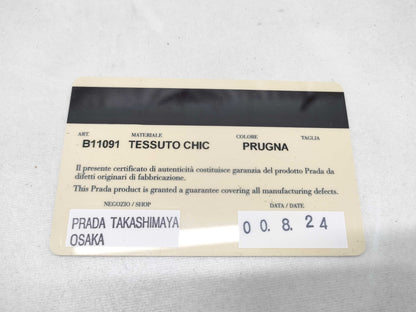 ART. MATERIALE COLORE TAGLIA
B11091 TESSUTO CHIC PRUGNA
Il presente certificato di autenticità costituisce garanzia del prodotto Prada da
difetti originari di fabbricazione.
This Prada product is granted a guarantee covering all manufacturing defects.
NEGOZIO / SHOP DATA / DATE
PRADA TAKASHIMAYA 00. 8. 24
OSAKA